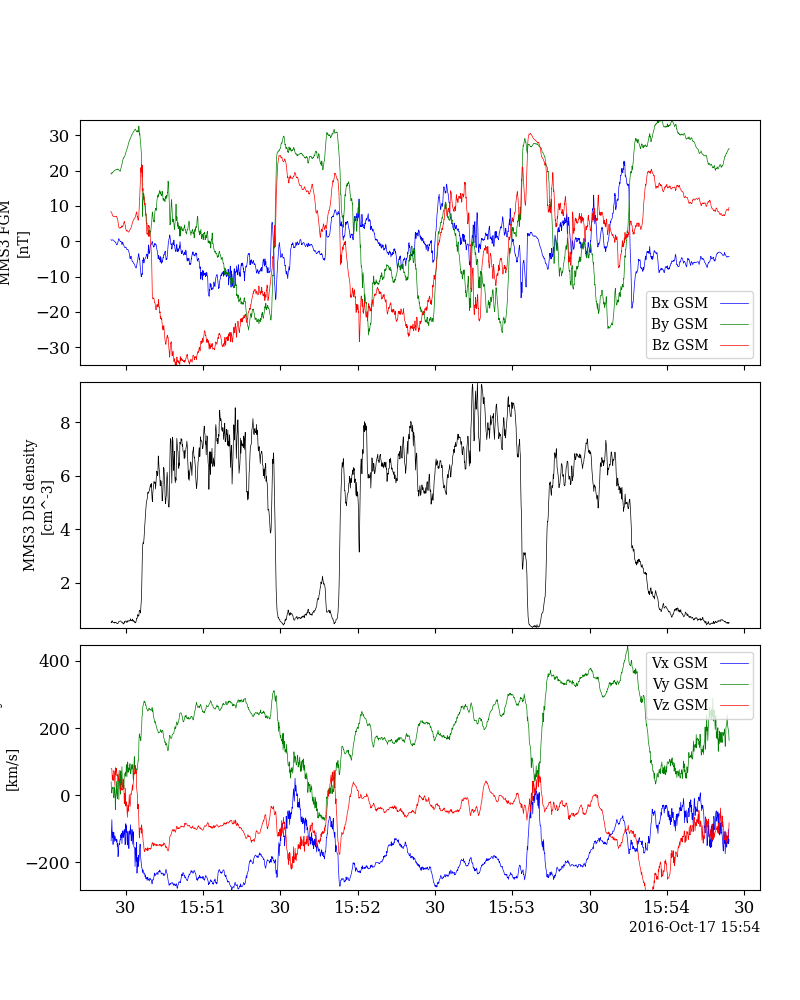 30
20
10
0
−10
−20
−30
MMS3 FGM
[nT]
Bx GSM
By GSM
Bz GSM
8
6
4
2
MMS3 DIS density
[cm^-3]
400
200
0
−200
[km/s]
Vx GSM
Vy GSM
Vz GSM
30
15:51
30
15:52
30
15:53
30
15:54
30
2016-Oct-17 15:54